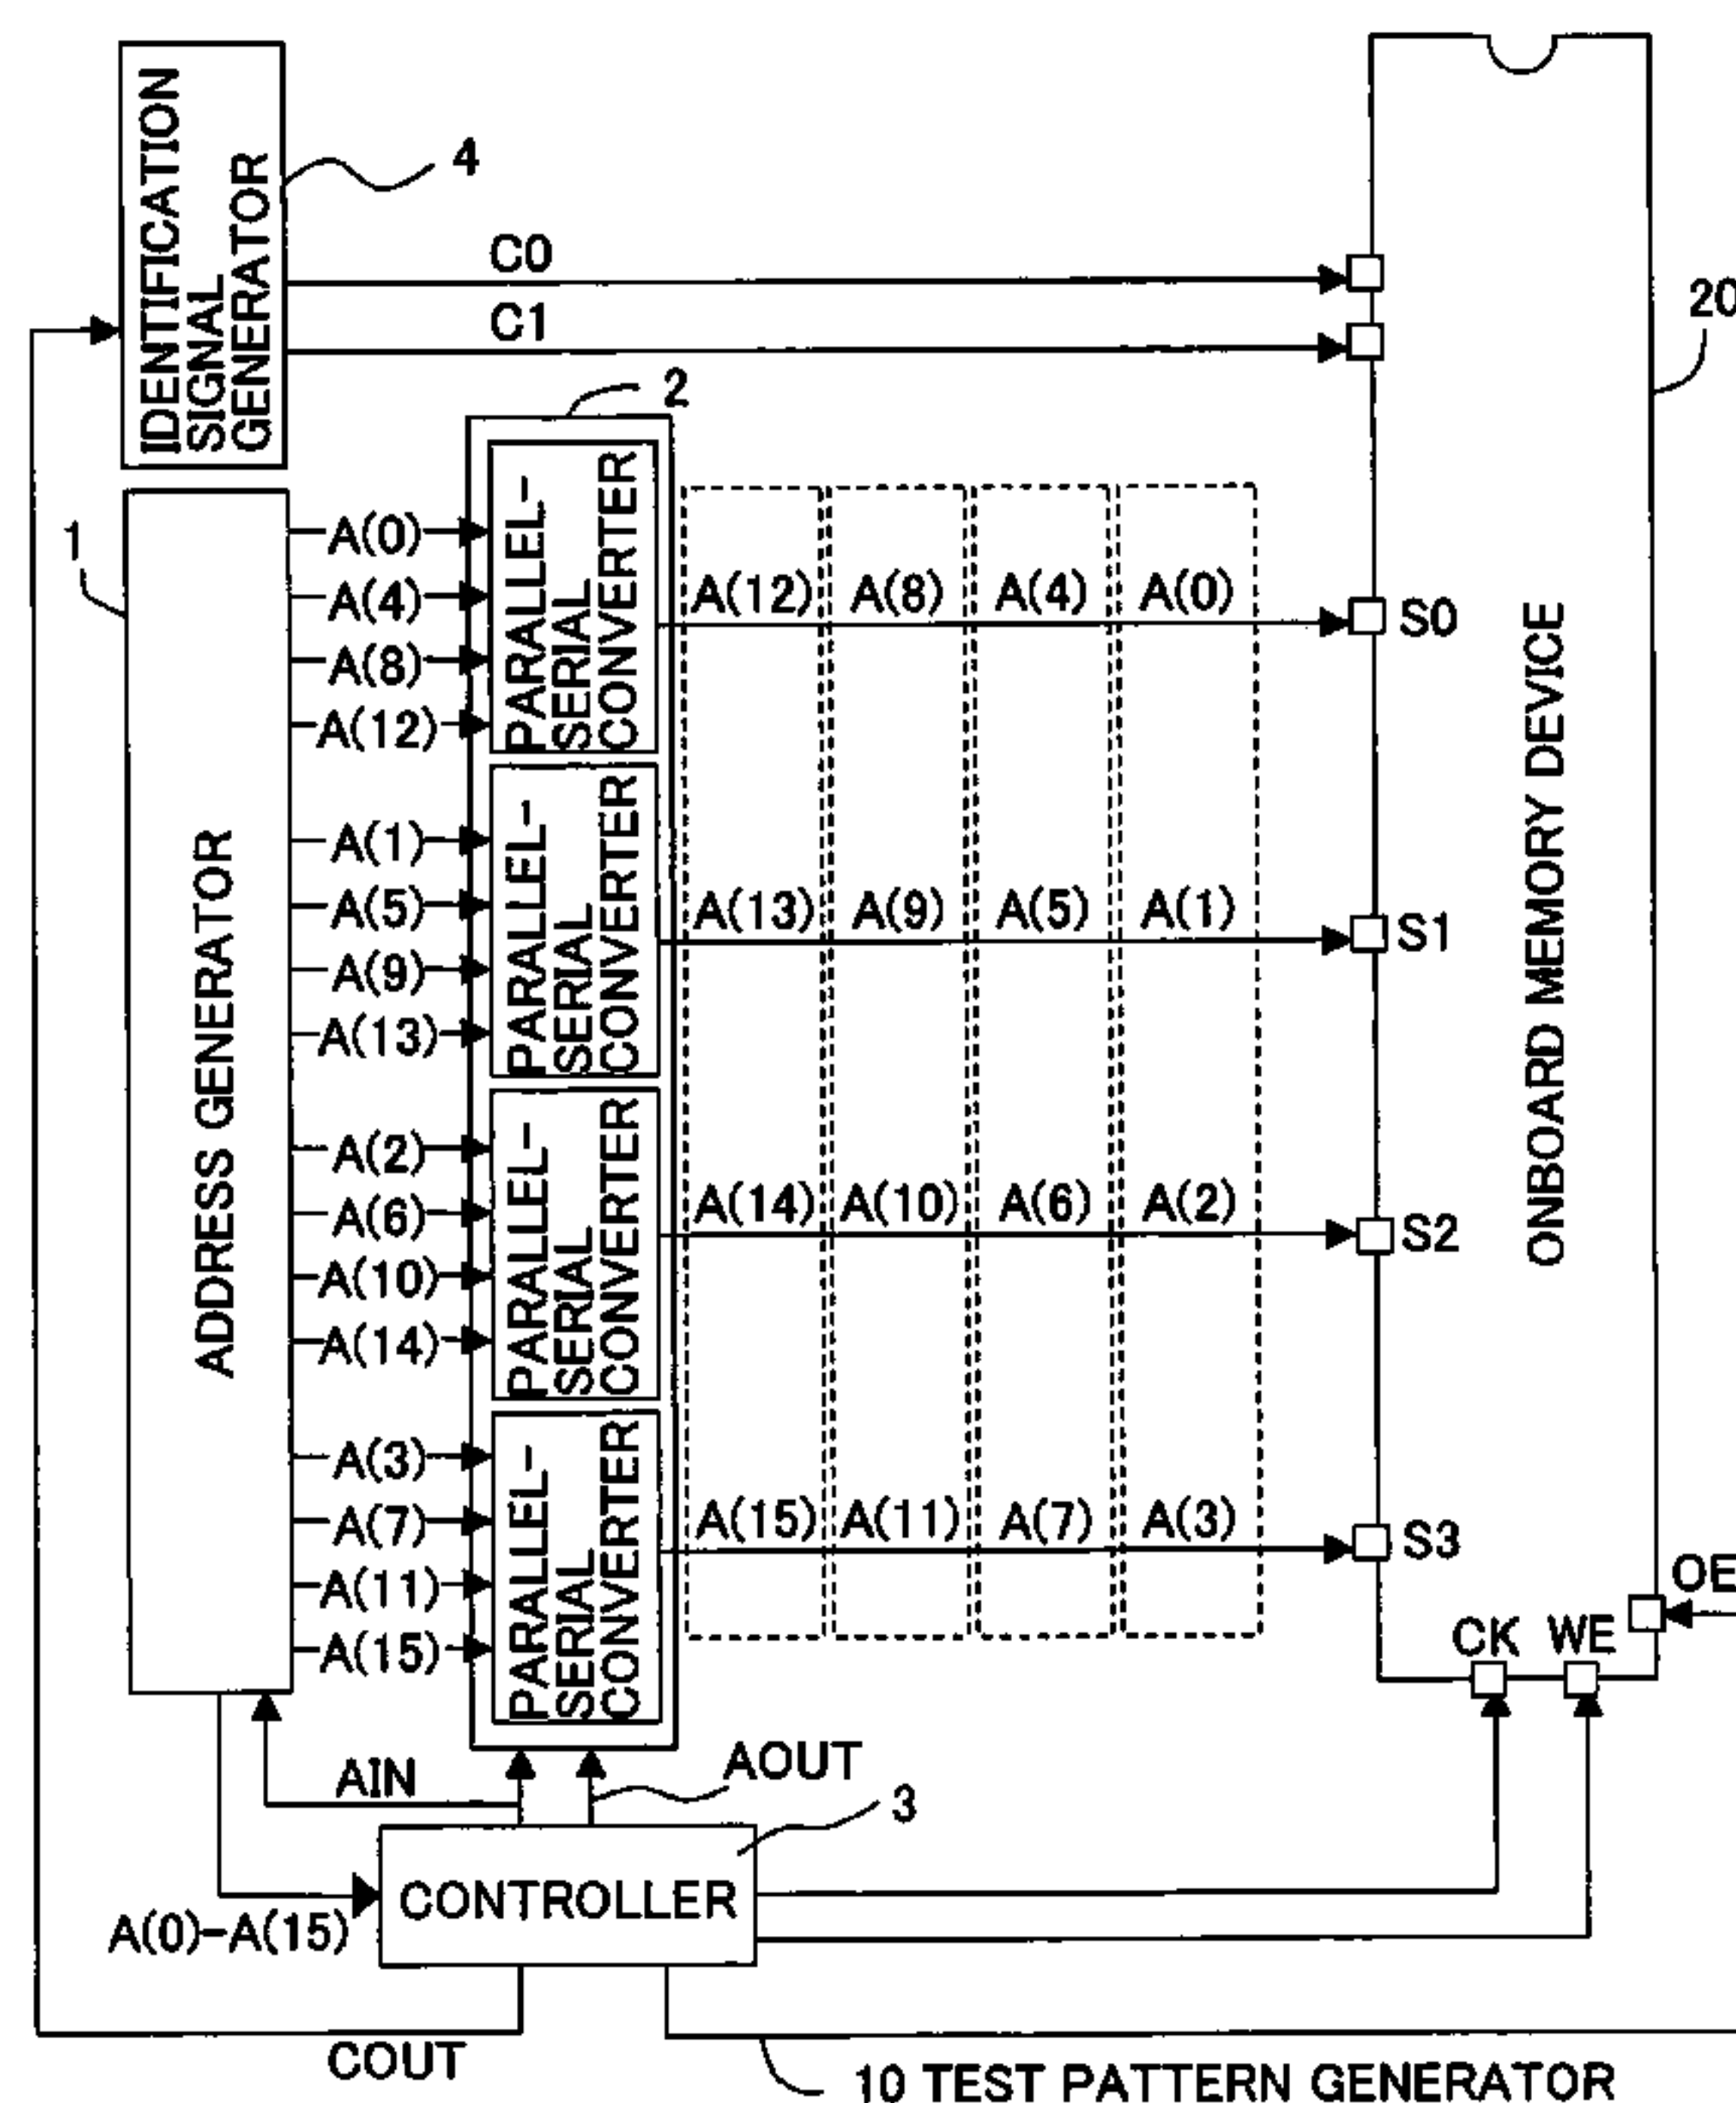 IDENTIFICATION
SIGNAL
GENERATOR
4
C0
C1
20
2
1
ADDRESS GENERATOR
A(0)
A(4)
A(8)
A(12)
A(1)
A(5)
A(9)
A(13)
A(2)
A(6)
A(10)
A(14)
A(3)
A(7)
A(11)
A(15)
PARALLEL-
SERIAL
CONVERTER
PARALLEL-
SERIAL
CONVERTER
PARALLEL-
SERIAL
CONVERTER
PARALLEL-
SERIAL
CONVERTER
A(12) A(8) A(4) A(0)
A(13) A(9) A(5) A(1)
A(14) A(10) A(6) A(2)
A(15) A(11) A(7) A(3)
S0
S1
S2
S3
ONBOARD MEMORY DEVICE
OE
CK WE
AIN
AOUT
3
CONTROLLER
A(0)-A(15)
COUT
10 TEST PATTERN GENERATOR